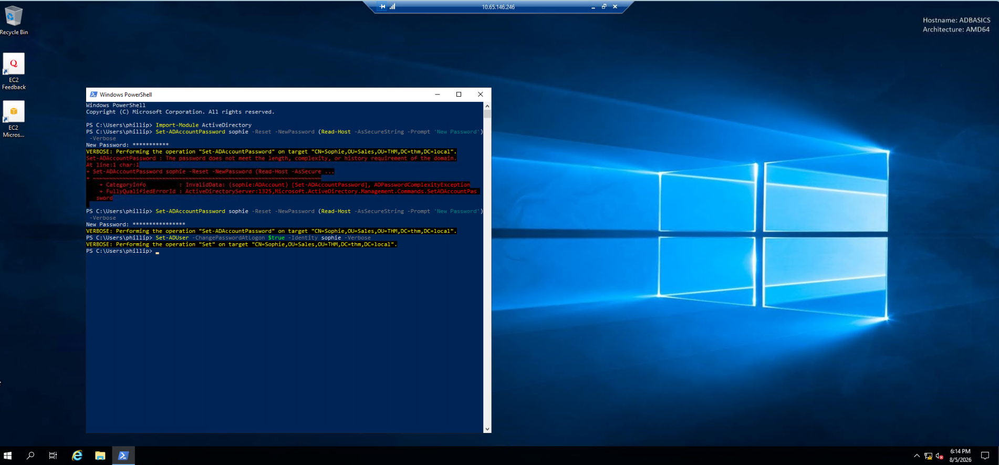 10.65.146.246
Hostname: ADBASICS
Architecture: AMD64
Recycle Bin
EC2
Feedback
EC2
Micros...
Windows PowerShell
Windows PowerShell
Copyright (C) Microsoft Corporation. All rights reserved.
PS C:\Users\phillip> Import-Module ActiveDirectory
PS C:\Users\phillip> Set-ADAccountPassword sophie -Reset -NewPassword (Read-Host -AsSecureString -Prompt 'New Password')
-Verbose
New Password: ***********
VERBOSE: Performing the operation "Set-ADAccountPassword" on target "CN=Sophie,OU=Sales,OU=THM,DC=thm,DC=local".
Set-ADAccountPassword : The password does not meet the length, complexity, or history requirement of the domain.
At line:1 char:1
+ Set-ADAccountPassword sophie -Reset -NewPassword (Read-Host -AsSecure ...
+ ~~~~~~~~~~~~~~~~~~~~~~~~~~~~~~~~~~~~~~~~~~~~~~~~~~~~~~~~~~~~~~~~~~~~~
+ CategoryInfo          : InvalidData: (sophie:ADAccount) [Set-ADAccountPassword], ADPasswordComplexityException
+ FullyQualifiedErrorId : ActiveDirectoryServer:1325,Microsoft.ActiveDirectory.Management.Commands.SetADAccountPas
sword
PS C:\Users\phillip> Set-ADAccountPassword sophie -Reset -NewPassword (Read-Host -AsSecureString -Prompt 'New Password')
-Verbose
New Password: ****************
VERBOSE: Performing the operation "Set-ADAccountPassword" on target "CN=Sophie,OU=Sales,OU=THM,DC=thm,DC=local".
PS C:\Users\phillip> Set-ADUser -ChangePasswordAtLogon $true -Identity sophie -Verbose
VERBOSE: Performing the operation "Set" on target "CN=Sophie,OU=Sales,OU=THM,DC=thm,DC=local".
PS C:\Users\phillip>
6:14 PM
8/5/2026